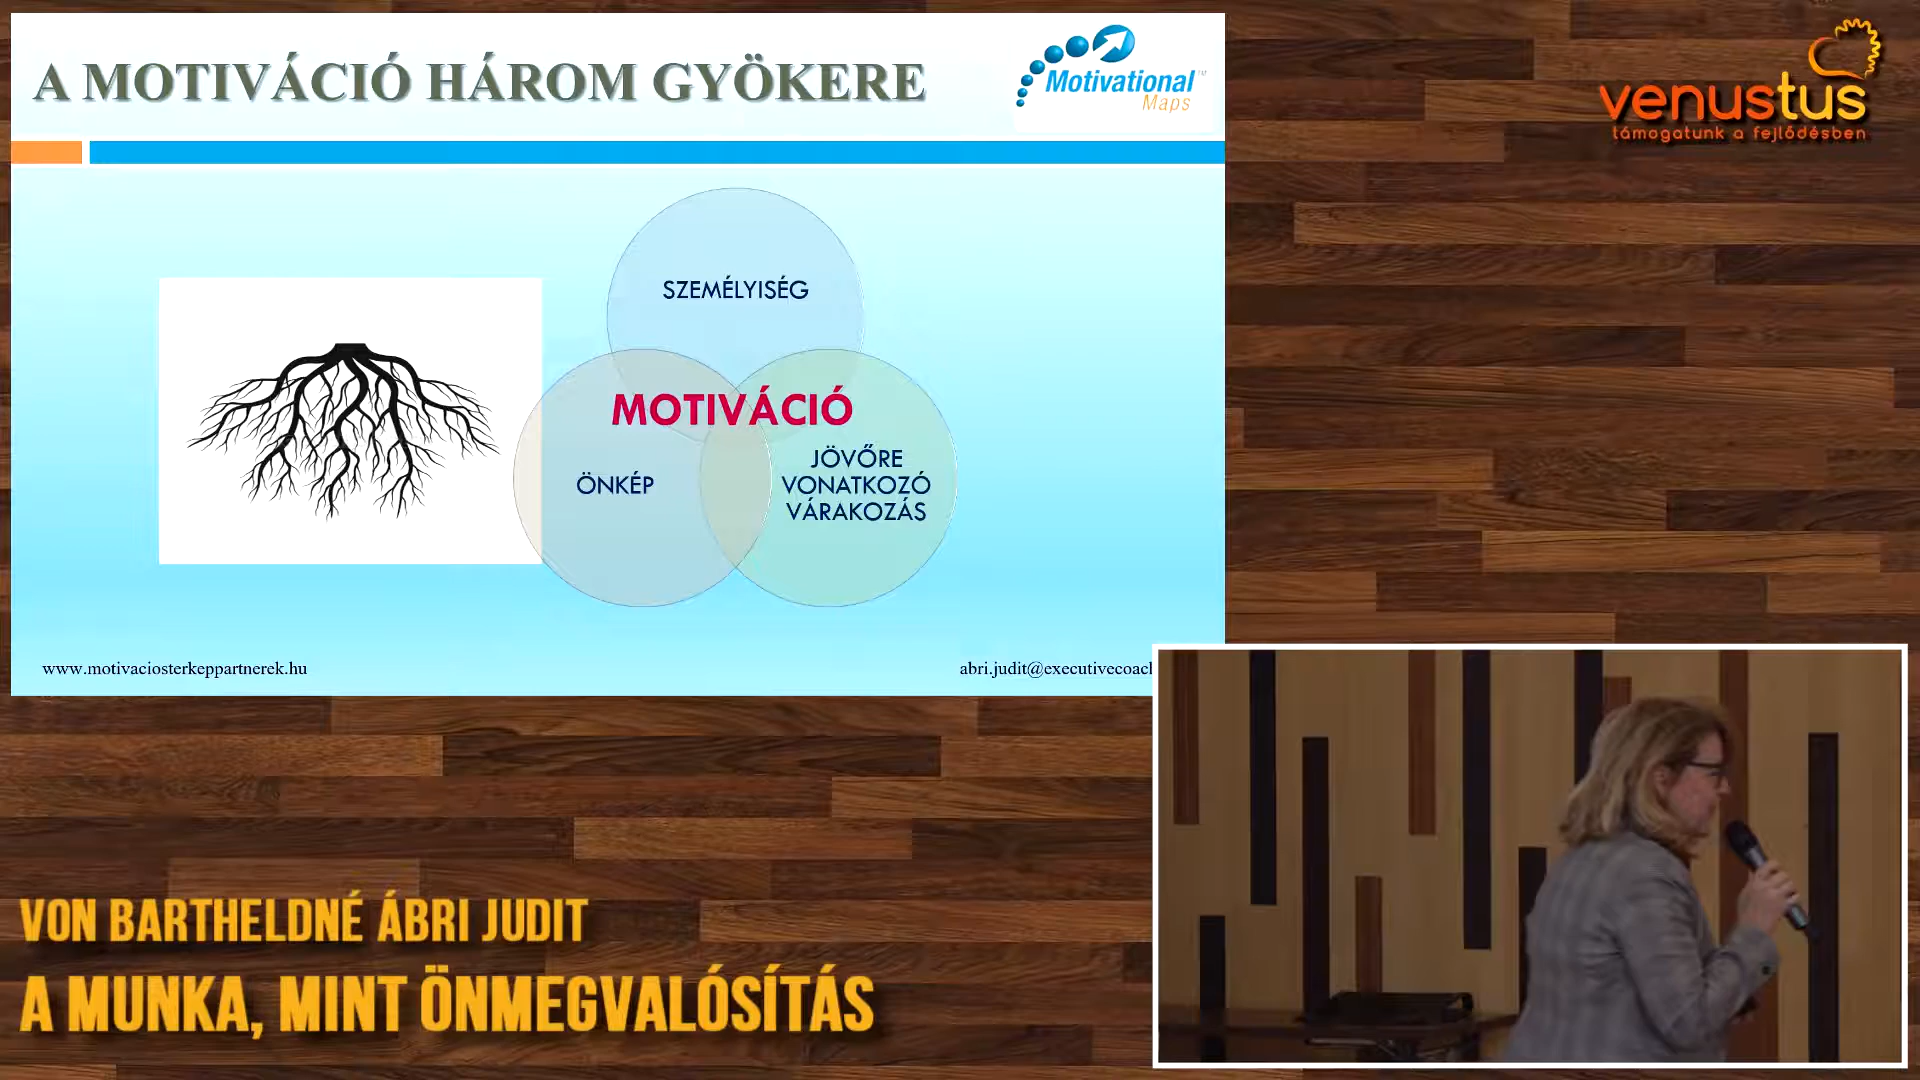 A MOTIVÁCIÓ HÁROM GYÖKERE
Motivational
Maps
venustus
támogatunk a fejlődésben
SZEMÉLYISÉG
MOTIVÁCIÓ
ÖNKÉP
JÖVŐRE
VONATKOZÓ
VÁRAKOZÁS
www.motivaciosterkeppartnerek.hu
abri.judit@executivecoach
VON BARTHELDNÉ ÁBRI JUDIT
A MUNKA, MINT ÖNMEGVALÓSÍTÁS